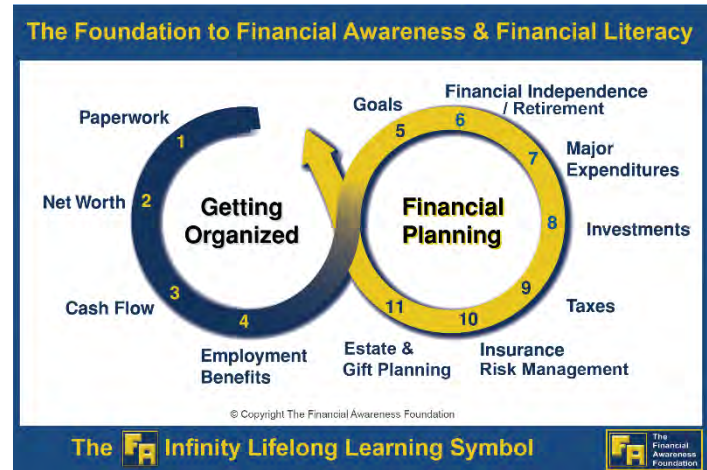 The Foundation to Financial Awareness & Financial Literacy
Paperwork
1
Net Worth
2
Cash Flow
3
4
Employment
Benefits
Getting
Organized
Goals
5
Financial Independence
/ Retirement
6
7
Major
Expenditures
8
Investments
9
Taxes
10
Insurance
Risk Management
11
Estate &
Gift Planning
Financial
Planning
© Copyright The Financial Awareness Foundation
The FA Infinity Lifelong Learning Symbol
FA
The
Financial
Awareness
Foundation